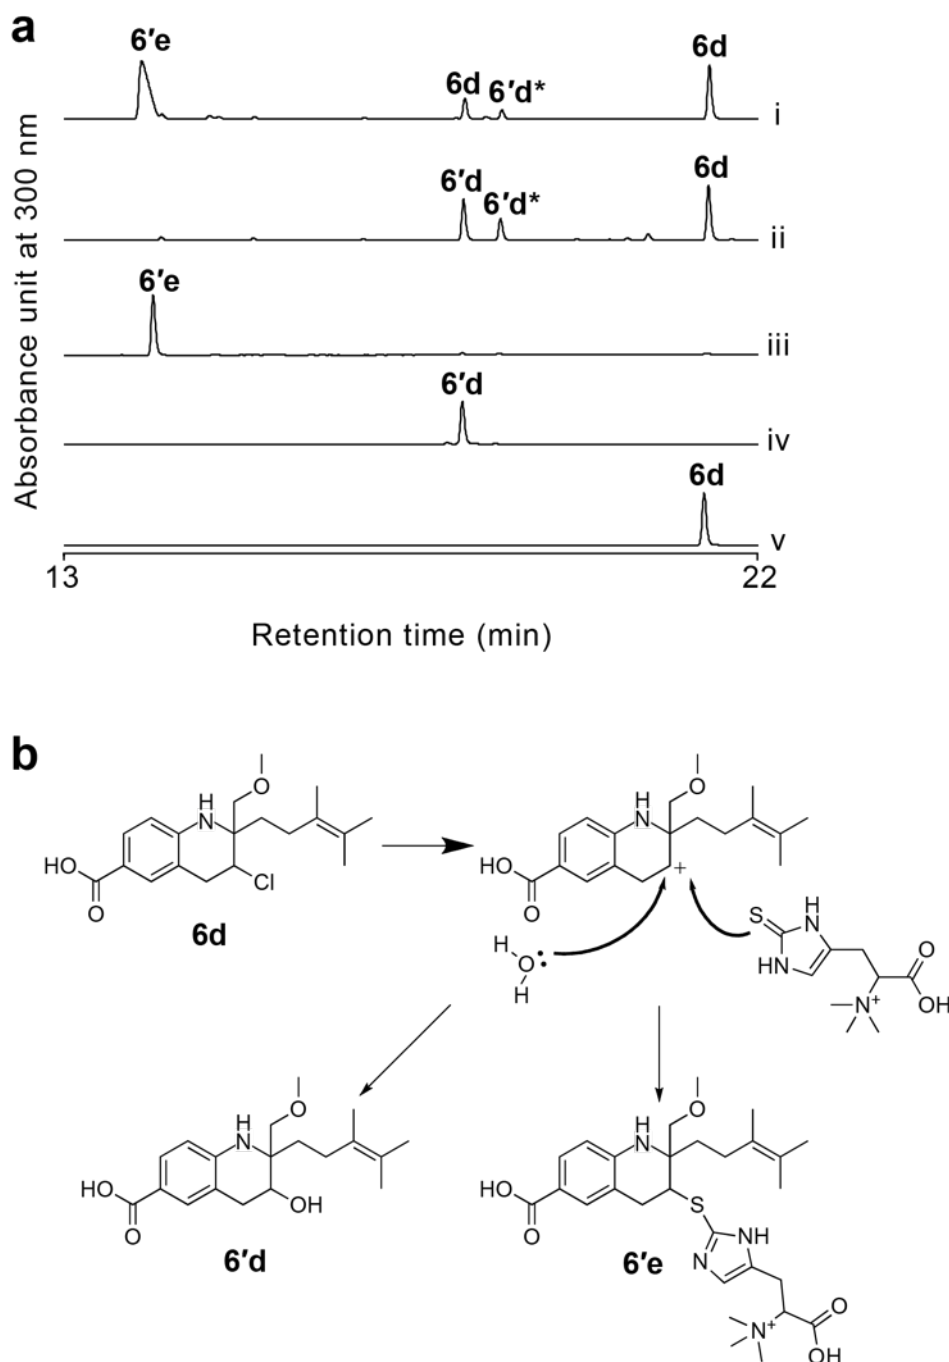 a
Absorbance unit at 300 nm
6′e 6d 6′d* 6d i
6′d 6′d* 6d ii
6′e iii
6′d iv
6d v
13 22
Retention time (min)
b
H
N
O
HO
O
Cl
6d
H
N
O
HO
O
+
H
O
H
S
H
N
HN
O
OH
N+
H
N
O
HO
O
OH
6′d
H
N
O
HO
O
S
NH
N
6′e
O
N+
OH